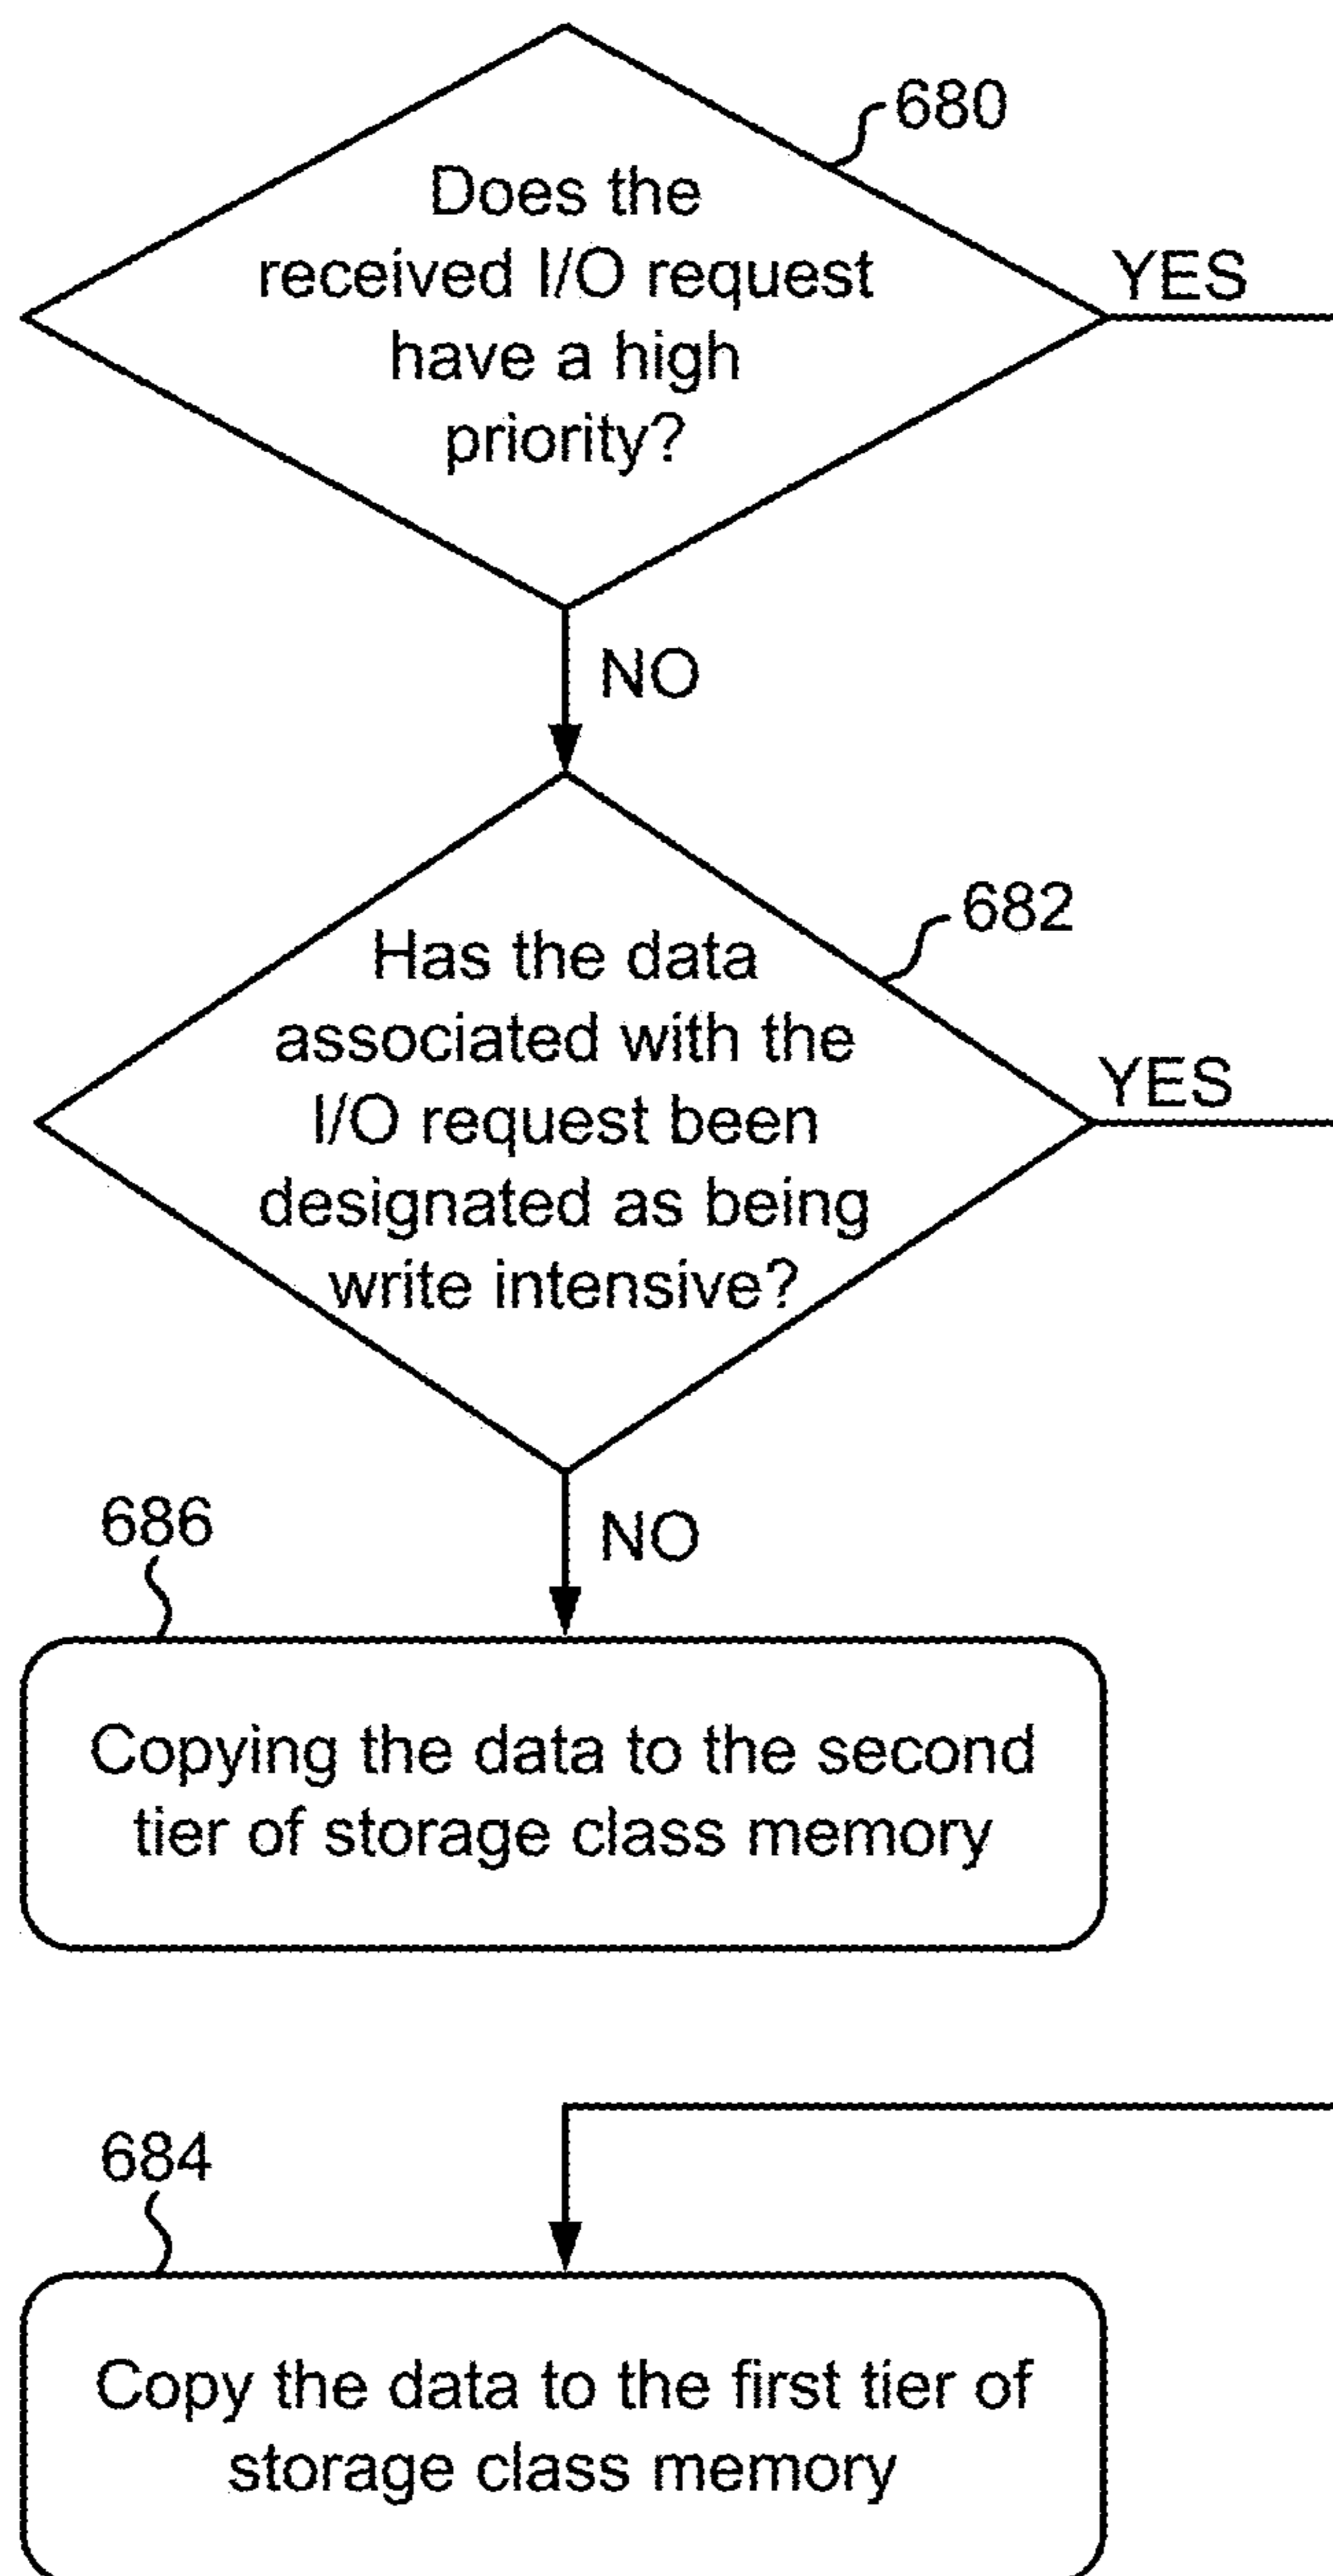 680
Does the
received I/O request
have a high
priority?
YES
NO
682
Has the data
associated with the
I/O request been
designated as being
write intensive?
YES
NO
686
Copying the data to the second
tier of storage class memory
684
Copy the data to the first tier of
storage class memory